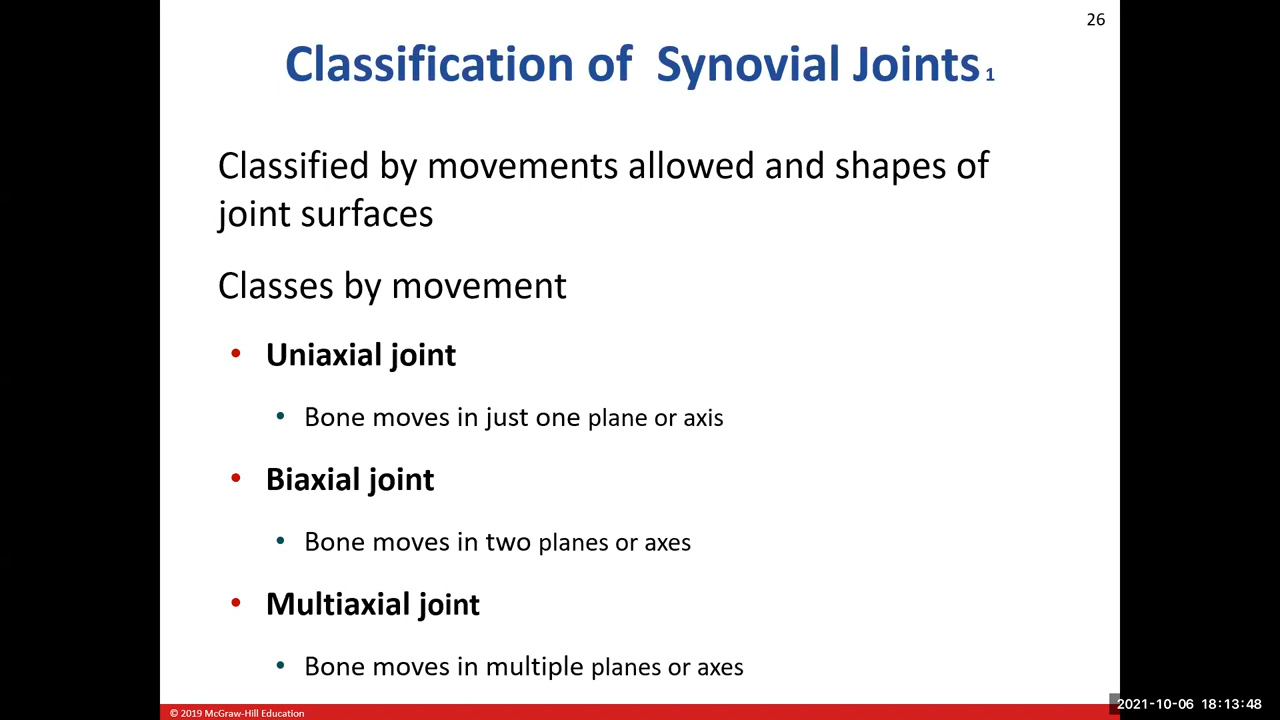 26
Classification of Synovial Joints 1
Classified by movements allowed and shapes of
joint surfaces
Classes by movement
• Uniaxial joint
• Bone moves in just one plane or axis
• Biaxial joint
• Bone moves in two planes or axes
• Multiaxial joint
• Bone moves in multiple planes or axes
© 2019 McGraw-Hill Education
2021-10-06 18:13:48